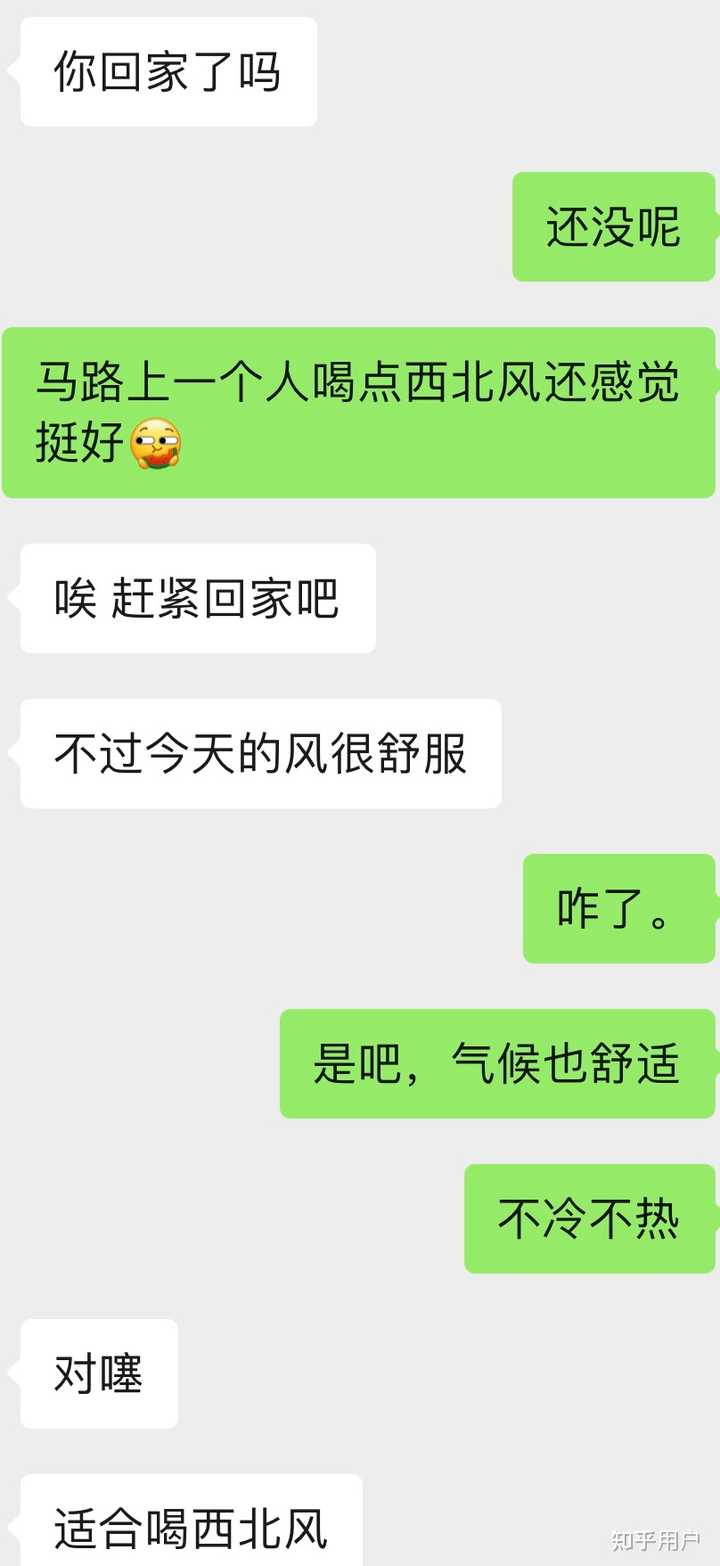 你回家了吗
还没呢
马路上一个人喝点西北风还感觉
挺好
唉 赶紧回家吧
不过今天的风很舒服
咋了。
是吧，气候也舒适
不冷不热
对噻
适合喝西北风
知乎用户